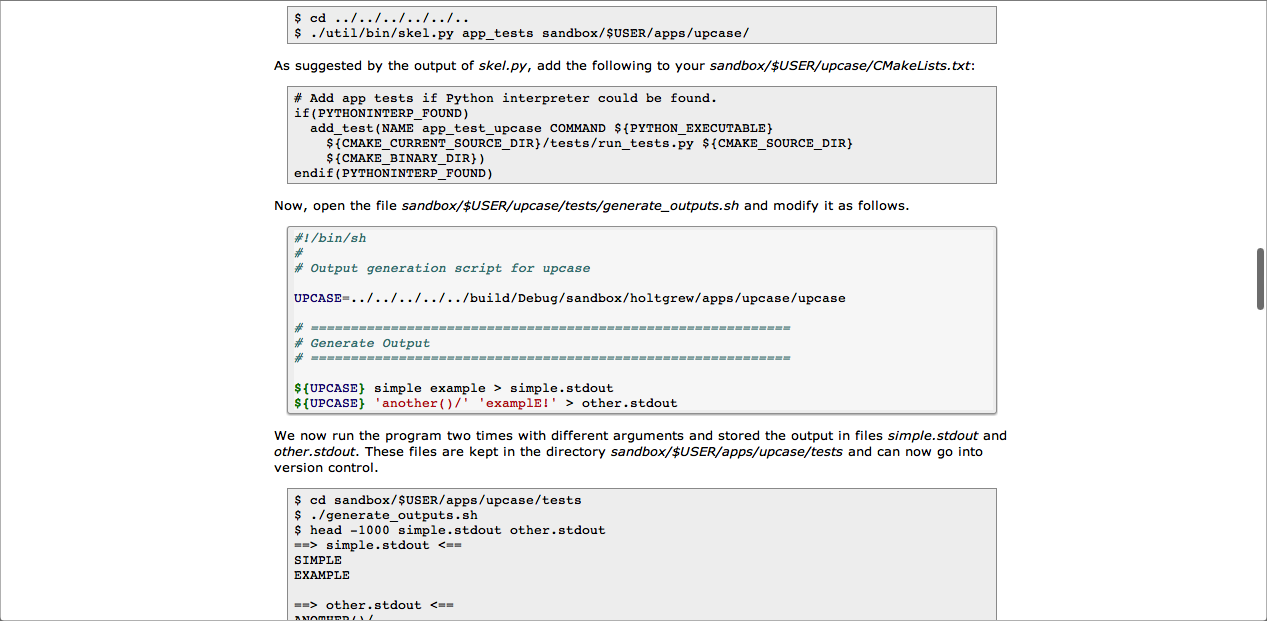 $ cd ../../../../../..
$ ./util/bin/skel.py app_tests sandbox/$USER/apps/upcase/
As suggested by the output of skel.py, add the following to your sandbox/$USER/upcase/CMakeLists.txt:
# Add app tests if Python interpreter could be found.
if(PYTHONINTERP_FOUND)
  add_test(NAME app_test_upcase COMMAND ${PYTHON_EXECUTABLE}
    ${CMAKE_CURRENT_SOURCE_DIR}/tests/run_tests.py ${CMAKE_SOURCE_DIR}
    ${CMAKE_BINARY_DIR})
endif(PYTHONINTERP_FOUND)
Now, open the file sandbox/$USER/upcase/tests/generate_outputs.sh and modify it as follows.
#!/bin/sh
#
# Output generation script for upcase
UPCASE=../../../../../build/Debug/sandbox/holtgrew/apps/upcase/upcase
# ============================================================
# Generate Output
# ============================================================
${UPCASE} simple example > simple.stdout
${UPCASE} 'another()/' 'examplE!' > other.stdout
We now run the program two times with different arguments and stored the output in files simple.stdout and
other.stdout. These files are kept in the directory sandbox/$USER/apps/upcase/tests and can now go into
version control.
$ cd sandbox/$USER/apps/upcase/tests
$ ./generate_outputs.sh
$ head -1000 simple.stdout other.stdout
==> simple.stdout <==
SIMPLE
EXAMPLE
==> other.stdout <==
ANOTHER()/